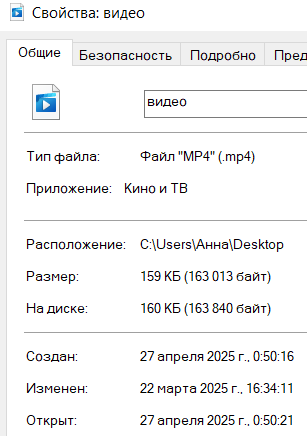 Свойства: видео
Общие Безопасность Подробно Пред
видео
Тип файла: Файл "MP4" (.mp4)
Приложение: Кино и ТВ
Расположение: C:\Users\Анна\Desktop
Размер: 159 КБ (163 013 байт)
На диске: 160 КБ (163 840 байт)
Создан: 27 апреля 2025 г., 0:50:16
Изменен: 22 марта 2025 г., 16:34:11
Открыт: 27 апреля 2025 г., 0:50:21